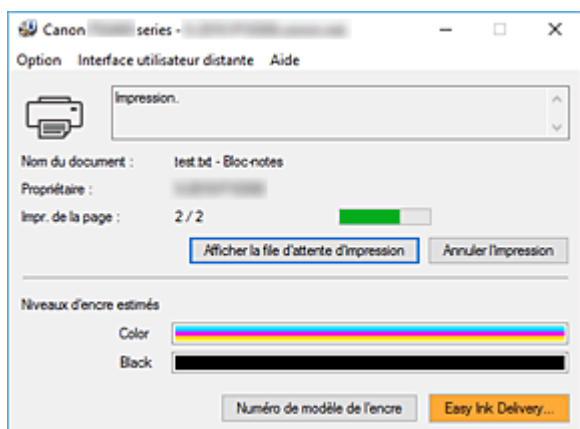 Canon series -
Option Interface utilisateur distante Aide
Impression.
Nom du document : test.txt - Bloc-notes
Propriétaire :
Impr. de la page : 2 / 2
Afficher la file d'attente d'impression Annuler l'impression
Niveaux d'encre estimés
Color
Black
Numéro de modèle de l'encre Easy Ink Delivery...